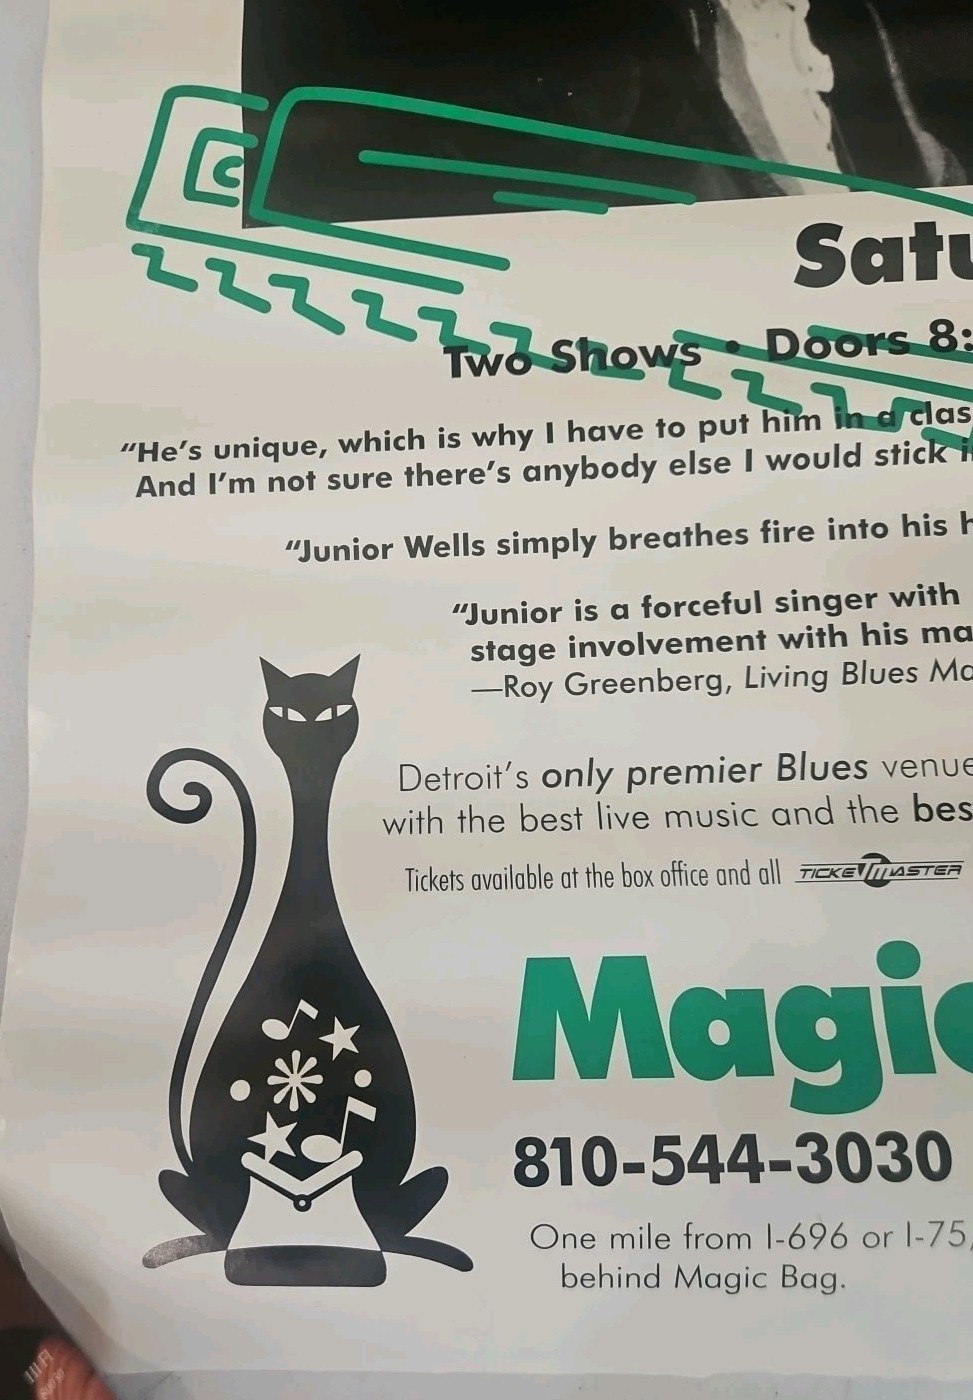 Satu
Two Shows • Doors 8:
“He’s unique, which is why I have to put him in a clas
And I’m not sure there’s anybody else I would stick i
“Junior Wells simply breathes fire into his h
“Junior is a forceful singer with
stage involvement with his ma
—Roy Greenberg, Living Blues Ma
Detroit’s only premier Blues venue
with the best live music and the bes
Tickets available at the box office and all TICKETMASTER
Magic
810-544-3030
One mile from I-696 or I-75,
behind Magic Bag.